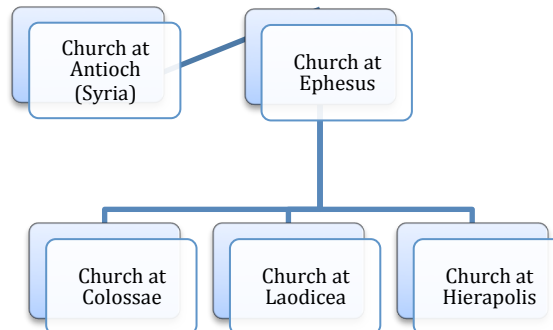 Church at
Antioch
(Syria)
Church at
Ephesus
Church at
Colossae
Church at
Laodicea
Church at
Hierapolis